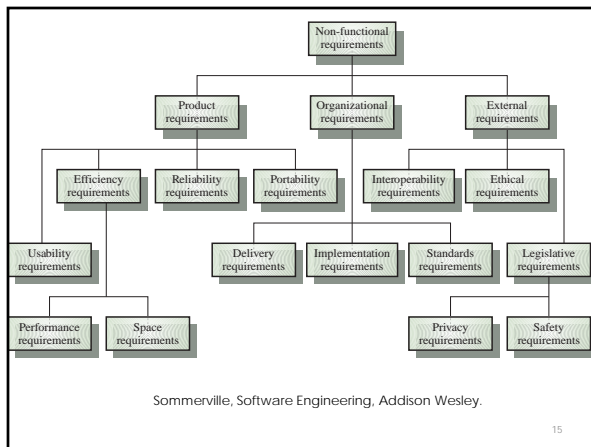 Non-functional
requirements
Product
requirements
Organizational
requirements
External
requirements
Efficiency
requirements
Reliability
requirements
Portability
requirements
Interoperability
requirements
Ethical
requirements
Usability
requirements
Delivery
requirements
Implementation
requirements
Standards
requirements
Legislative
requirements
Performance
requirements
Space
requirements
Privacy
requirements
Safety
requirements
Sommerville, Software Engineering, Addison Wesley.
15